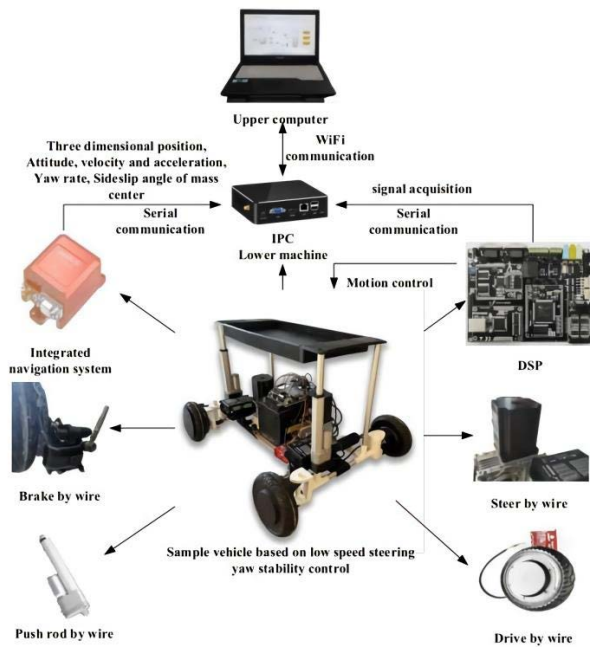 Upper computer
WiFi
communication
Three dimensional position,
Attitude, velocity and acceleration,
Yaw rate, Sideslip angle of mass
center
Serial
communication
signal acquisition
Serial
communication
IPC
Lower machine
Motion control
Integrated
navigation system
DSP
Brake by wire
Steer by wire
Sample vehicle based on low speed steering
yaw stability control
Push rod by wire
Drive by wire